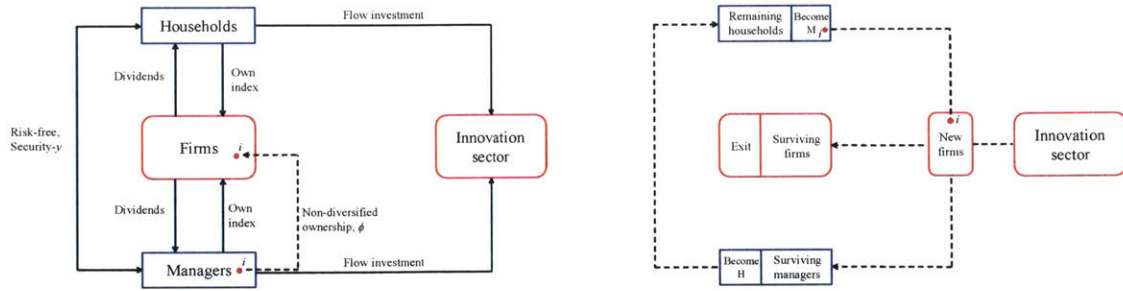 Households
Flow investment
Dividends
Own
index
Risk-free,
Security-y
Firms
i
Innovation
sector
Dividends
Own
index
Non-diversified
ownership, ϕ
Managers
i
Flow investment
Remaining
households
Become
M
i
Exit
Surviving
firms
i
New
firms
Innovation
sector
Become
H
Surviving
managers